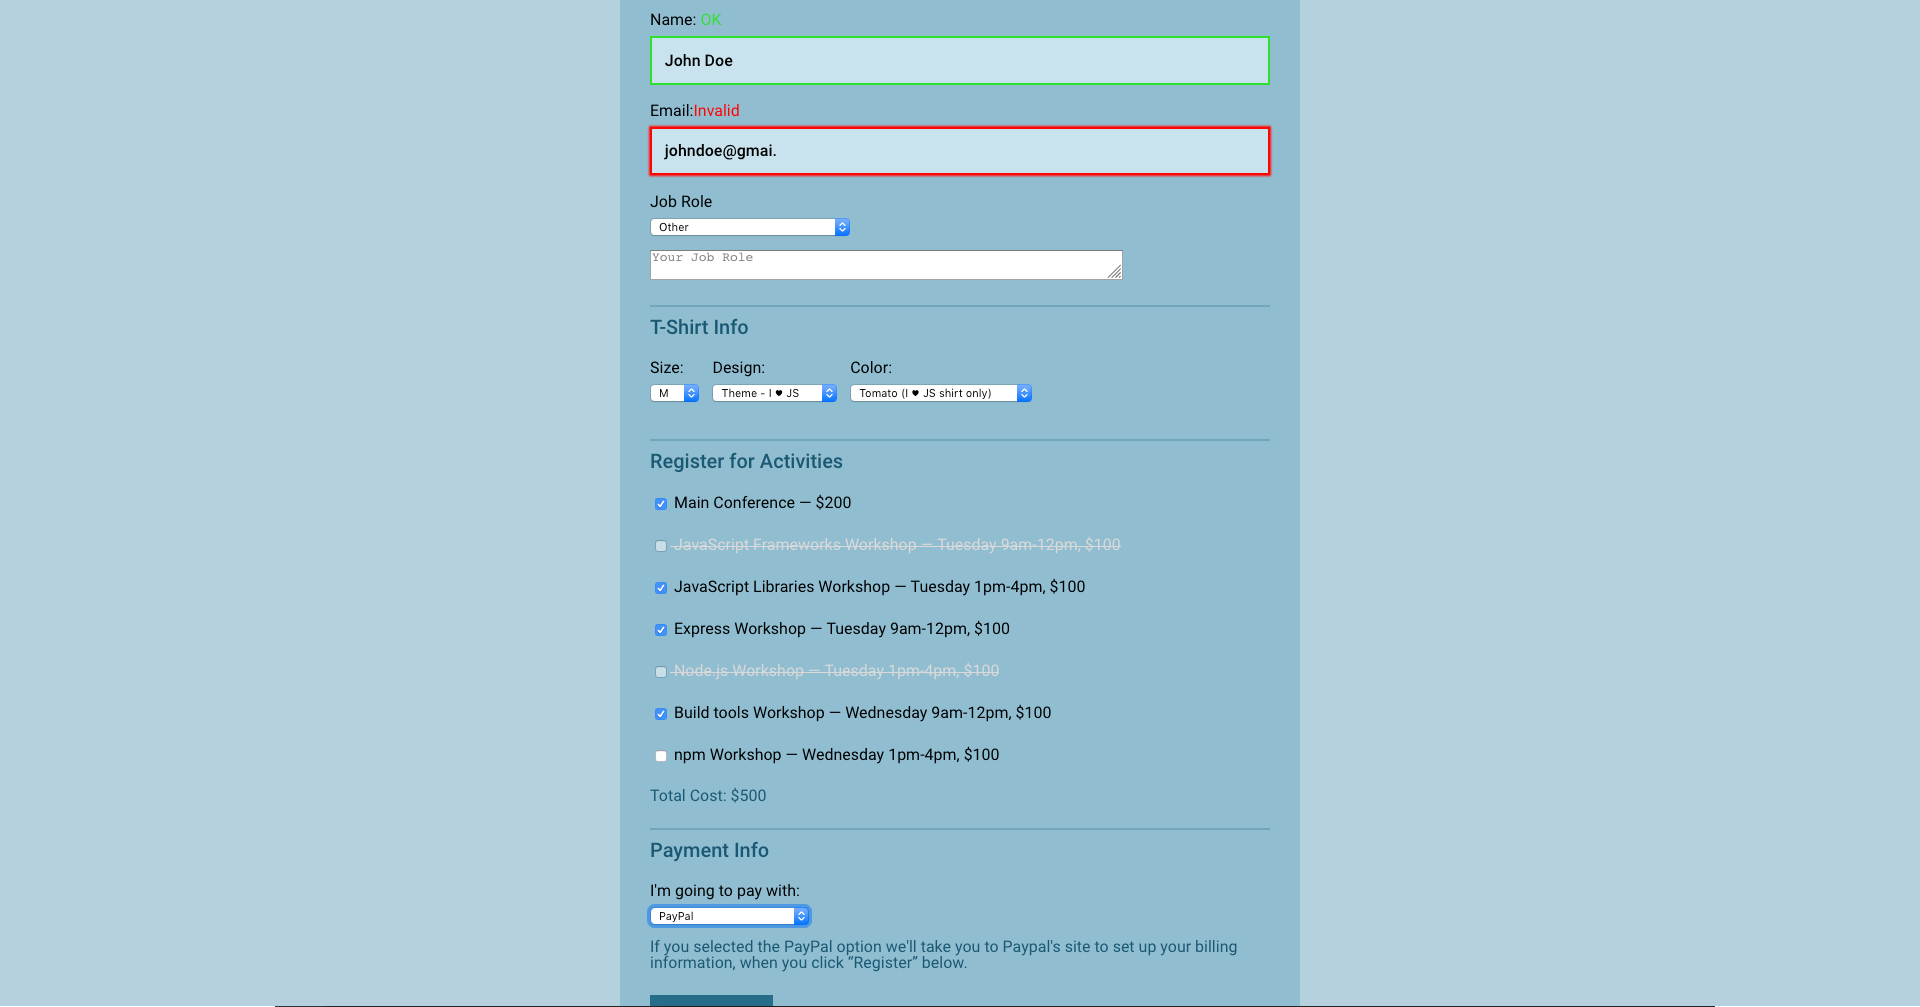 Name: OK
John Doe
Email:Invalid
johndoe@gmai.
Job Role
Other
Your Job Role
T-Shirt Info
Size: Design: Color:
M Theme - I ♥ JS Tomato (I ♥ JS shirt only)
Register for Activities
Main Conference — $200
JavaScript Frameworks Workshop — Tuesday 9am-12pm, $100
JavaScript Libraries Workshop — Tuesday 1pm-4pm, $100
Express Workshop — Tuesday 9am-12pm, $100
Node.js Workshop — Tuesday 1pm-4pm, $100
Build tools Workshop — Wednesday 9am-12pm, $100
npm Workshop — Wednesday 1pm-4pm, $100
Total Cost: $500
Payment Info
I'm going to pay with:
PayPal
If you selected the PayPal option we'll take you to Paypal's site to set up your billing
information, when you click “Register” below.